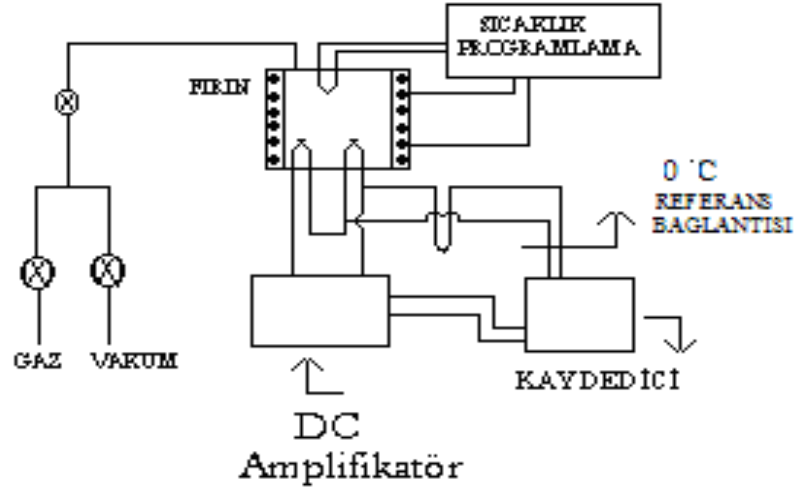 SICAKLIK
PROGRAMLAMA
FIRIN
0 °C
REFERANS
BAGLANTISI
GAZ
VAKUM
KAYDEDİCİ
DC
Amplifikatör